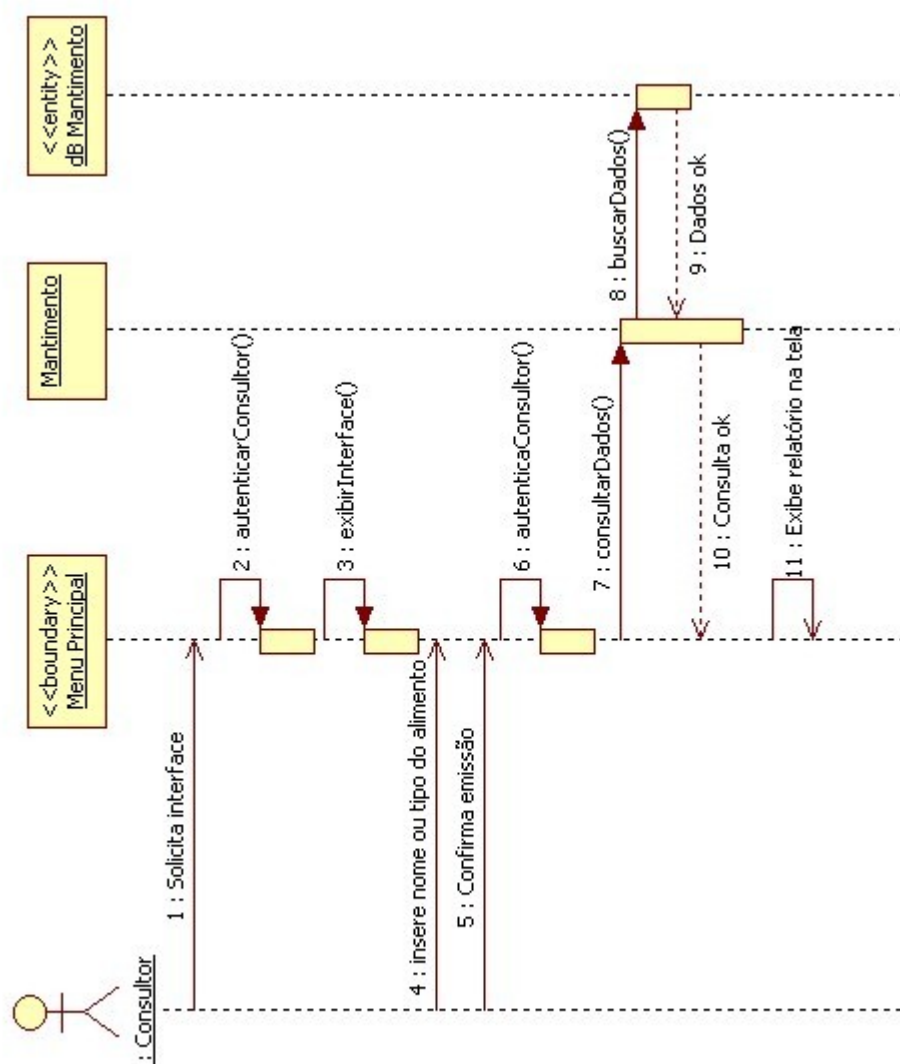 : Consultor
<<boundary>>
Menu Principal
Mantimento
<<entity>>
dB Mantimento
1 : Solicita interface
2 : autenticarConsultor()
3 : exibirInterface()
4 : insere nome ou tipo do alimento
5 : Confirma emissão
6 : autenticaConsultor()
7 : consultarDados()
8 : buscarDados()
9 : Dados ok
10 : Consulta ok
11 : Exibe relatório na tela